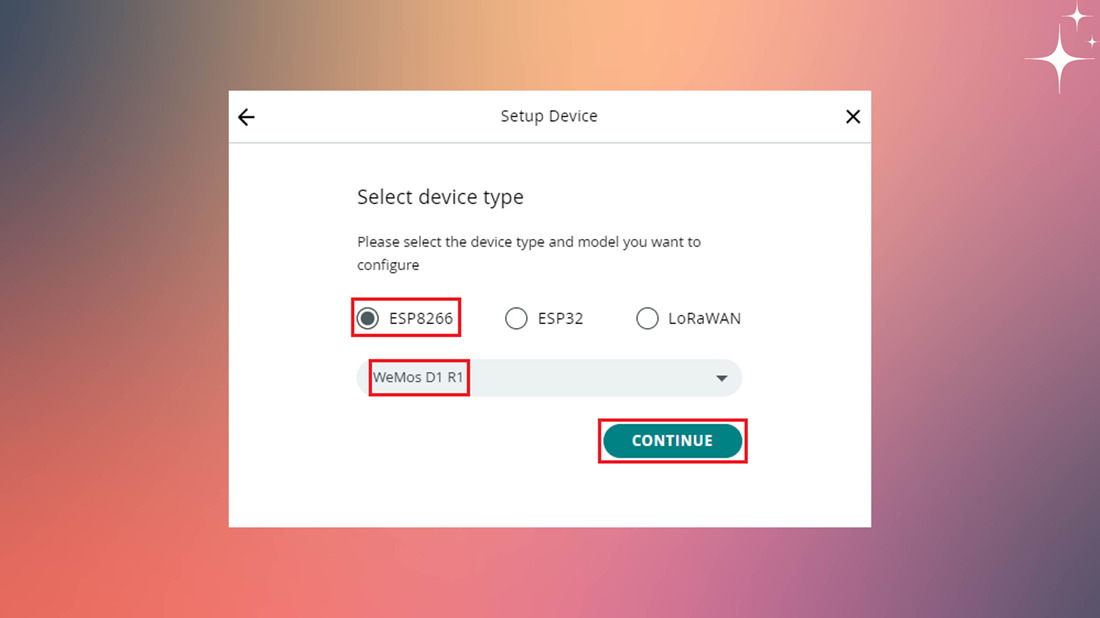 Setup Device
Select device type
Please select the device type and model you want to
configure
ESP8266
ESP32
LoRaWAN
WeMos D1 R1
CONTINUE